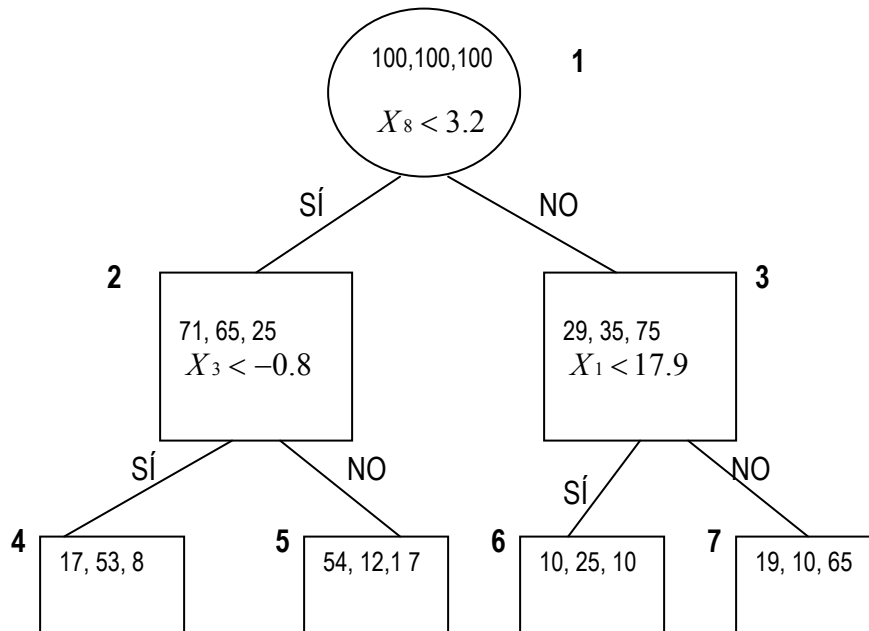 100,100,100
1
X₈ < 3.2
SÍ
NO
2
3
71, 65, 25
X₃ < −0.8
29, 35, 75
X₁ < 17.9
SÍ
NO
SÍ
NO
4
17, 53, 8
5
54, 12,1 7
6
10, 25, 10
7
19, 10, 65